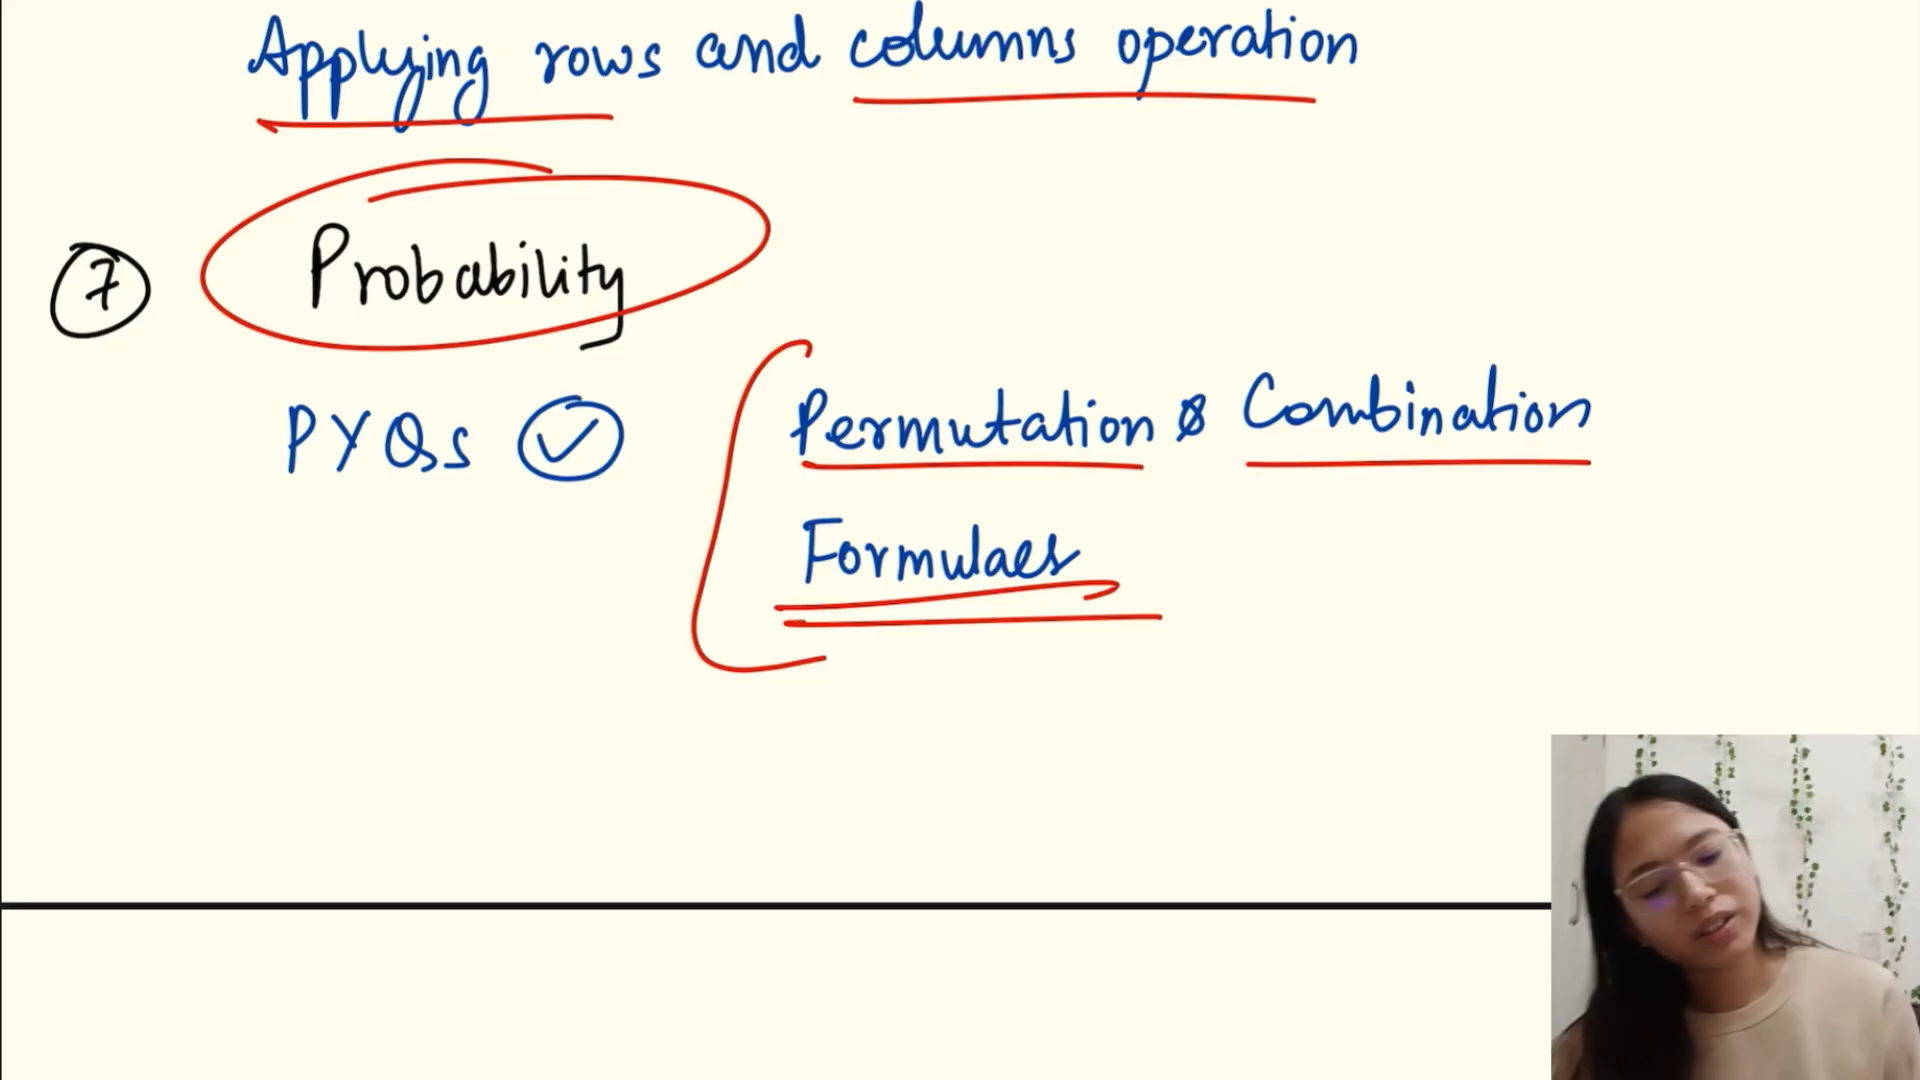 Applying rows and columns operation
7 Probability
PYQs Permutation & Combination
Formulaes